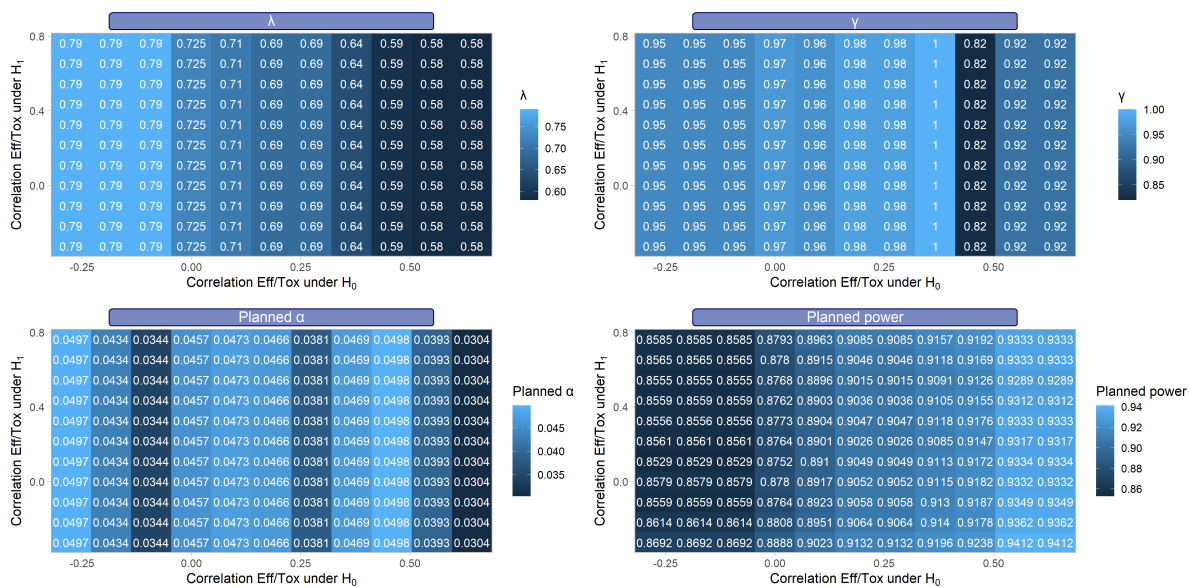 λ
0.8
0.4
0.0
Correlation Eff/Tox under H1
0.79 0.79 0.79 0.725 0.71 0.69 0.69 0.64 0.59 0.58 0.58
0.79 0.79 0.79 0.725 0.71 0.69 0.69 0.64 0.59 0.58 0.58
0.79 0.79 0.79 0.725 0.71 0.69 0.69 0.64 0.59 0.58 0.58
0.79 0.79 0.79 0.725 0.71 0.69 0.69 0.64 0.59 0.58 0.58
0.79 0.79 0.79 0.725 0.71 0.69 0.69 0.64 0.59 0.58 0.58
0.79 0.79 0.79 0.725 0.71 0.69 0.69 0.64 0.59 0.58 0.58
0.79 0.79 0.79 0.725 0.71 0.69 0.69 0.64 0.59 0.58 0.58
0.79 0.79 0.79 0.725 0.71 0.69 0.69 0.64 0.59 0.58 0.58
0.79 0.79 0.79 0.725 0.71 0.69 0.69 0.64 0.59 0.58 0.58
0.79 0.79 0.79 0.725 0.71 0.69 0.69 0.64 0.59 0.58 0.58
0.79 0.79 0.79 0.725 0.71 0.69 0.69 0.64 0.59 0.58 0.58
-0.25 0.00 0.25 0.50
Correlation Eff/Tox under H0
λ
0.75
0.70
0.65
0.60
γ
0.8
0.4
0.0
Correlation Eff/Tox under H1
0.95 0.95 0.95 0.97 0.96 0.98 0.98 1 0.82 0.92 0.92
0.95 0.95 0.95 0.97 0.96 0.98 0.98 1 0.82 0.92 0.92
0.95 0.95 0.95 0.97 0.96 0.98 0.98 1 0.82 0.92 0.92
0.95 0.95 0.95 0.97 0.96 0.98 0.98 1 0.82 0.92 0.92
0.95 0.95 0.95 0.97 0.96 0.98 0.98 1 0.82 0.92 0.92
0.95 0.95 0.95 0.97 0.96 0.98 0.98 1 0.82 0.92 0.92
0.95 0.95 0.95 0.97 0.96 0.98 0.98 1 0.82 0.92 0.92
0.95 0.95 0.95 0.97 0.96 0.98 0.98 1 0.82 0.92 0.92
0.95 0.95 0.95 0.97 0.96 0.98 0.98 1 0.82 0.92 0.92
0.95 0.95 0.95 0.97 0.96 0.98 0.98 1 0.82 0.92 0.92
0.95 0.95 0.95 0.97 0.96 0.98 0.98 1 0.82 0.92 0.92
-0.25 0.00 0.25 0.50
Correlation Eff/Tox under H0
γ
1.00
0.95
0.90
0.85
Planned α
0.8
0.4
0.0
Correlation Eff/Tox under H1
0.0497 0.0434 0.0344 0.0457 0.0473 0.0466 0.0381 0.0469 0.0498 0.0393 0.0304
0.0497 0.0434 0.0344 0.0457 0.0473 0.0466 0.0381 0.0469 0.0498 0.0393 0.0304
0.0497 0.0434 0.0344 0.0457 0.0473 0.0466 0.0381 0.0469 0.0498 0.0393 0.0304
0.0497 0.0434 0.0344 0.0457 0.0473 0.0466 0.0381 0.0469 0.0498 0.0393 0.0304
0.0497 0.0434 0.0344 0.0457 0.0473 0.0466 0.0381 0.0469 0.0498 0.0393 0.0304
0.0497 0.0434 0.0344 0.0457 0.0473 0.0466 0.0381 0.0469 0.0498 0.0393 0.0304
0.0497 0.0434 0.0344 0.0457 0.0473 0.0466 0.0381 0.0469 0.0498 0.0393 0.0304
0.0497 0.0434 0.0344 0.0457 0.0473 0.0466 0.0381 0.0469 0.0498 0.0393 0.0304
0.0497 0.0434 0.0344 0.0457 0.0473 0.0466 0.0381 0.0469 0.0498 0.0393 0.0304
0.0497 0.0434 0.0344 0.0457 0.0473 0.0466 0.0381 0.0469 0.0498 0.0393 0.0304
0.0497 0.0434 0.0344 0.0457 0.0473 0.0466 0.0381 0.0469 0.0498 0.0393 0.0304
-0.25 0.00 0.25 0.50
Correlation Eff/Tox under H0
Planned α
0.045
0.040
0.035
Planned power
0.8
0.4
0.0
Correlation Eff/Tox under H1
0.8585 0.8585 0.8585 0.8793 0.8963 0.9085 0.9085 0.9157 0.9192 0.9333 0.9333
0.8565 0.8565 0.8565 0.878 0.8915 0.9046 0.9046 0.9118 0.9169 0.9333 0.9333
0.8555 0.8555 0.8555 0.8768 0.8896 0.9015 0.9015 0.9091 0.9126 0.9289 0.9289
0.8559 0.8559 0.8559 0.8762 0.8903 0.9036 0.9036 0.9105 0.9155 0.9312 0.9312
0.8556 0.8556 0.8556 0.8773 0.8904 0.9047 0.9047 0.9118 0.9176 0.9333 0.9333
0.8561 0.8561 0.8561 0.8764 0.8901 0.9026 0.9026 0.9085 0.9147 0.9317 0.9317
0.8529 0.8529 0.8529 0.8752 0.891 0.9049 0.9049 0.9113 0.9172 0.9334 0.9334
0.8579 0.8579 0.8579 0.878 0.8917 0.9052 0.9052 0.9115 0.9182 0.9332 0.9332
0.8559 0.8559 0.8559 0.8764 0.8923 0.9058 0.9058 0.913 0.9187 0.9349 0.9349
0.8614 0.8614 0.8614 0.8808 0.8951 0.9064 0.9064 0.914 0.9178 0.9362 0.9362
0.8692 0.8692 0.8692 0.8888 0.9023 0.9132 0.9132 0.9196 0.9238 0.9412 0.9412
-0.25 0.00 0.25 0.50
Correlation Eff/Tox under H0
Planned power
0.94
0.92
0.90
0.88
0.86